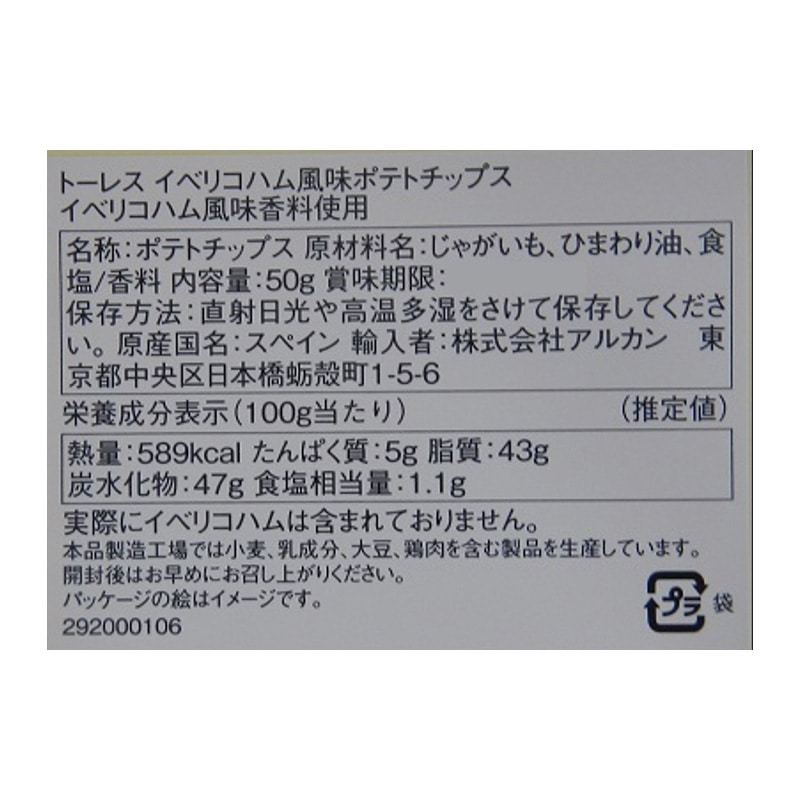 トーレス イベリコハム風味ポテトチップス
イベリコハム風味香料使用
名称：ポテトチップス 原材料名：じゃがいも、ひまわり油、食
塩/香料 内容量：50g 賞味期限：
保存方法：直射日光や高温多湿をさけて保存してくださ
い。原産国名：スペイン 輸入者：株式会社アルカン　東
京都中央区日本橋蛎殻町1-5-6
栄養成分表示（100g当たり）　（推定値）
熱量：589kcal たんぱく質：5g 脂質：43g
炭水化物：47g 食塩相当量：1.1g
実際にイベリコハムは含まれておりません。
本品製造工場では小麦、乳成分、大豆、鶏肉を含む製品を生産しています。
開封後はお早めにお召し上がりください。
パッケージの絵はイメージです。
プラ 袋
292000106